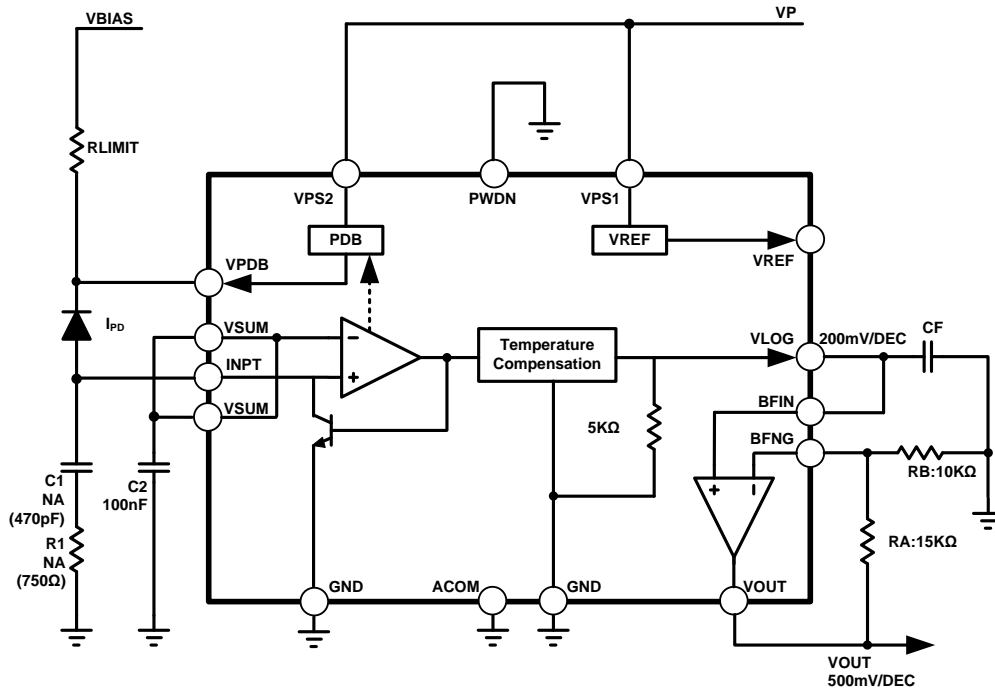 VBIAS
VP
RLIMIT
VPS2
PWDN
VPS1
PDB
VREF
VPDB
VREF
I_PD
VSUM
INPT
VSUM
−
+
Temperature
Compensation
VLOG
200mV/DEC
CF
BFIN
5KΩ
BFNG
RB:10KΩ
+
−
C1
NA
(470pF)
C2
100nF
R1
NA
(750Ω)
RA:15KΩ
GND
ACOM
GND
VOUT
VOUT
500mV/DEC